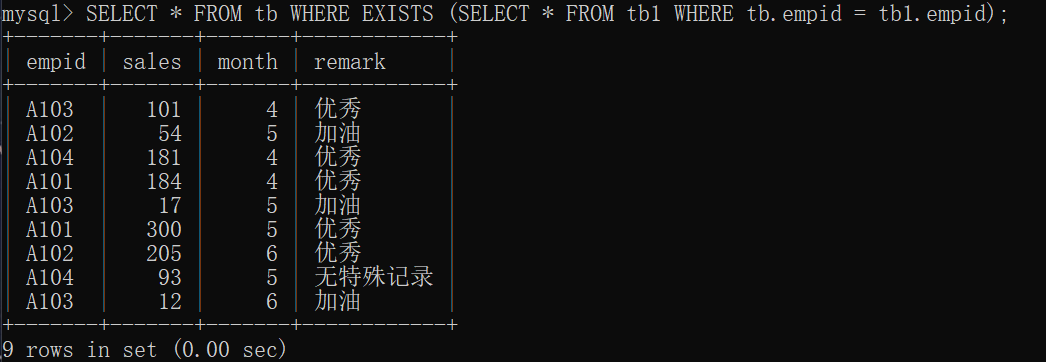 mysql> SELECT * FROM tb WHERE EXISTS (SELECT * FROM tb1 WHERE tb.empid = tb1.empid);
+-------+-------+-------+------------+
| empid | sales | month | remark     |
+-------+-------+-------+------------+
| A103  |   101 |     4 | 优秀       |
| A102  |    54 |     5 | 加油       |
| A104  |   181 |     4 | 优秀       |
| A101  |   184 |     4 | 优秀       |
| A103  |    17 |     5 | 加油       |
| A101  |   300 |     5 | 优秀       |
| A102  |   205 |     6 | 优秀       |
| A104  |    93 |     5 | 无特殊记录 |
| A103  |    12 |     6 | 加油       |
+-------+-------+-------+------------+
9 rows in set (0.00 sec)